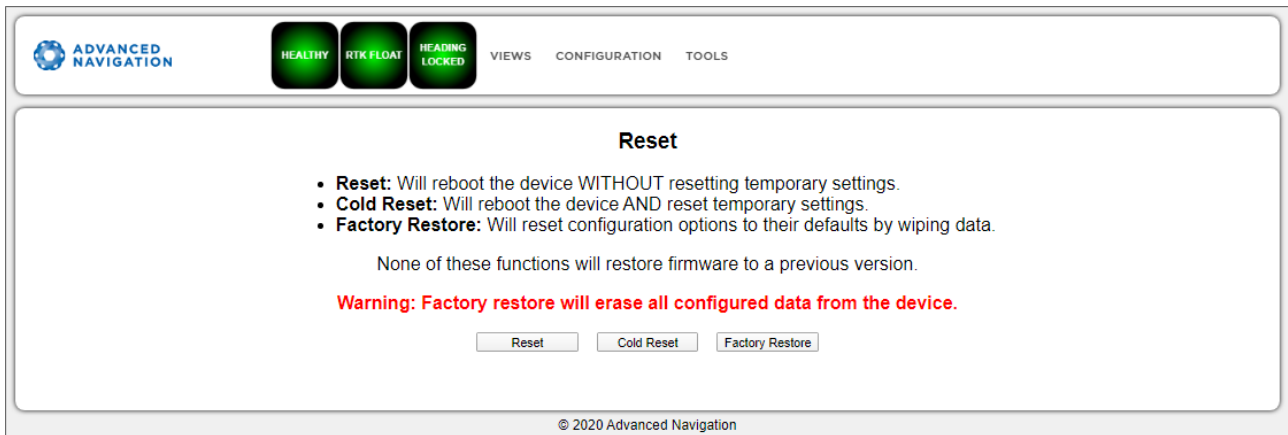 ADVANCED
NAVIGATION
HEALTHY
RTK FLOAT
HEADING
LOCKED
VIEWS
CONFIGURATION
TOOLS
Reset
• Reset: Will reboot the device WITHOUT resetting temporary settings.
• Cold Reset: Will reboot the device AND reset temporary settings.
• Factory Restore: Will reset configuration options to their defaults by wiping data.
None of these functions will restore firmware to a previous version.
Warning: Factory restore will erase all configured data from the device.
Reset
Cold Reset
Factory Restore
© 2020 Advanced Navigation